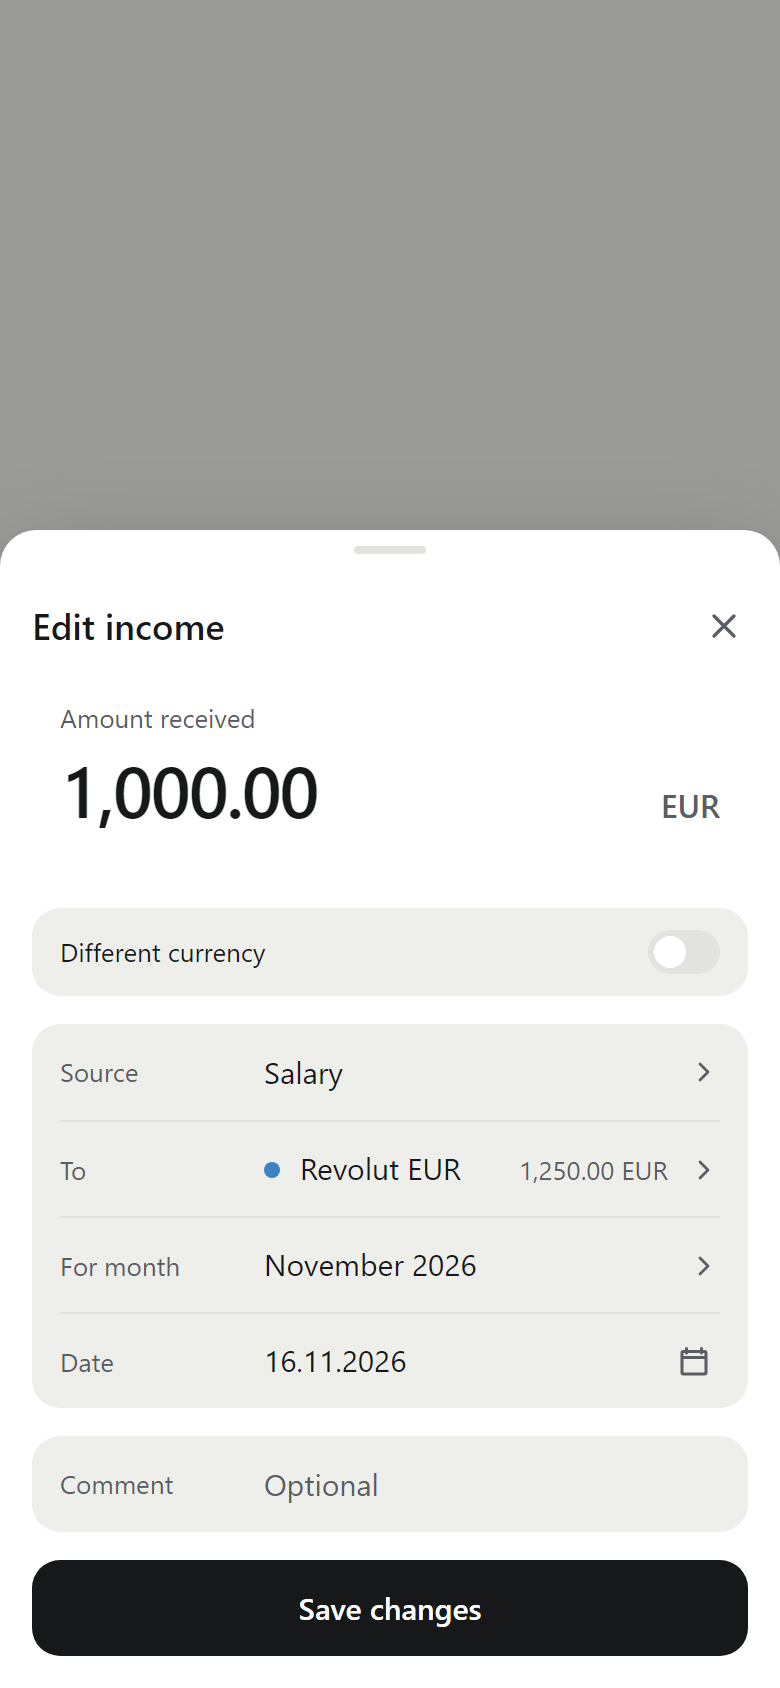 Edit income
Amount received
1,000.00 EUR
Different currency
Source Salary
To Revolut EUR 1,250.00 EUR
For month November 2026
Date 16.11.2026
Comment Optional
Save changes